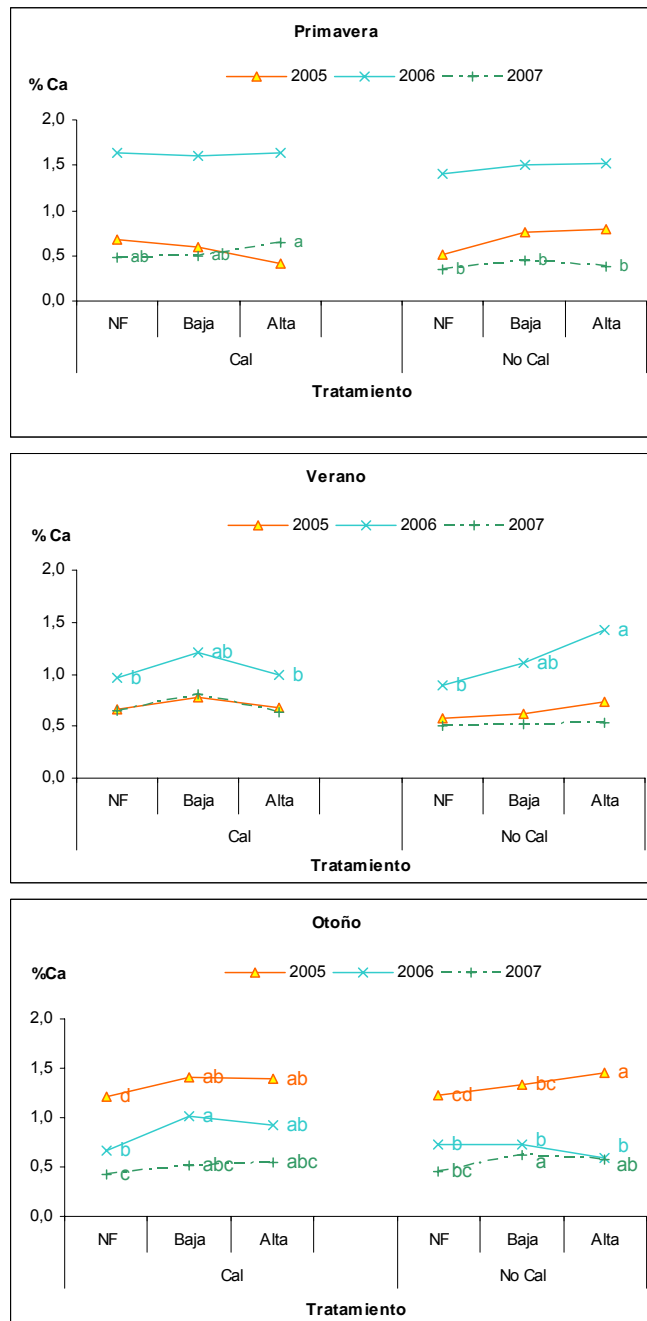 Primavera
2005 2006 2007
% Ca
2,0
1,5
1,0
0,5
0,0
ab ab a b b b
NF Baja Alta NF Baja Alta
Cal No Cal
Tratamiento
Verano
2005 2006 2007
% Ca
2,0
1,5
1,0
0,5
0,0
b ab b b ab a
NF Baja Alta NF Baja Alta
Cal No Cal
Tratamiento
Otoño
%Ca 2005 2006 2007
2,0
1,5
1,0
0,5
0,0
d ab ab cd bc a
b a ab b b b
c abc abc bc a ab
NF Baja Alta NF Baja Alta
Cal No Cal
Tratamiento